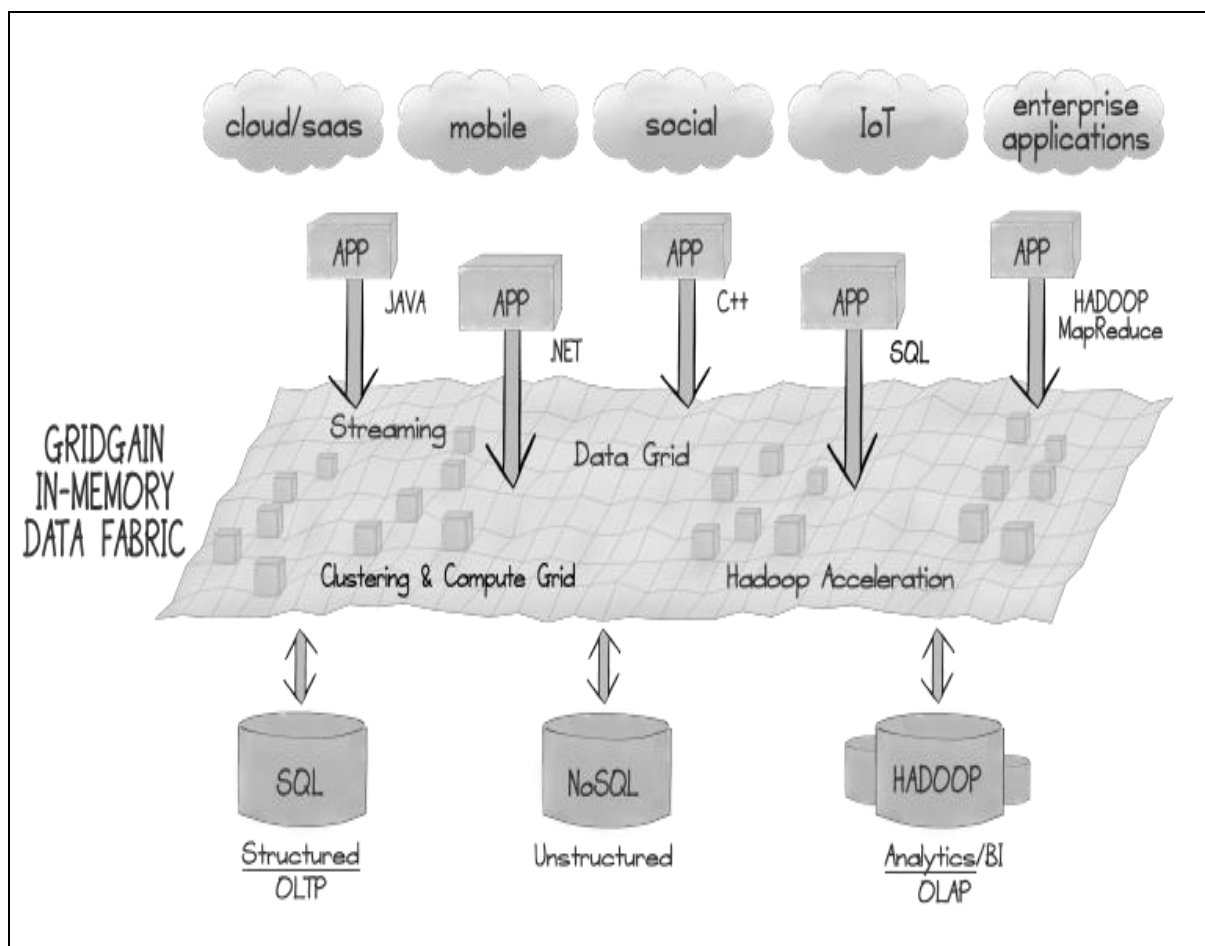 cloud/saas
mobile
social
IoT
enterprise
applications
APP
JAVA
APP
.NET
APP
C++
APP
SQL
APP
HADOOP
MapReduce
GRIDGAIN
IN-MEMORY
DATA FABRIC
Streaming
Data Grid
Clustering & Compute Grid
Hadoop Acceleration
SQL
Structured
OLTP
NoSQL
Unstructured
HADOOP
Analytics/BI
OLAP